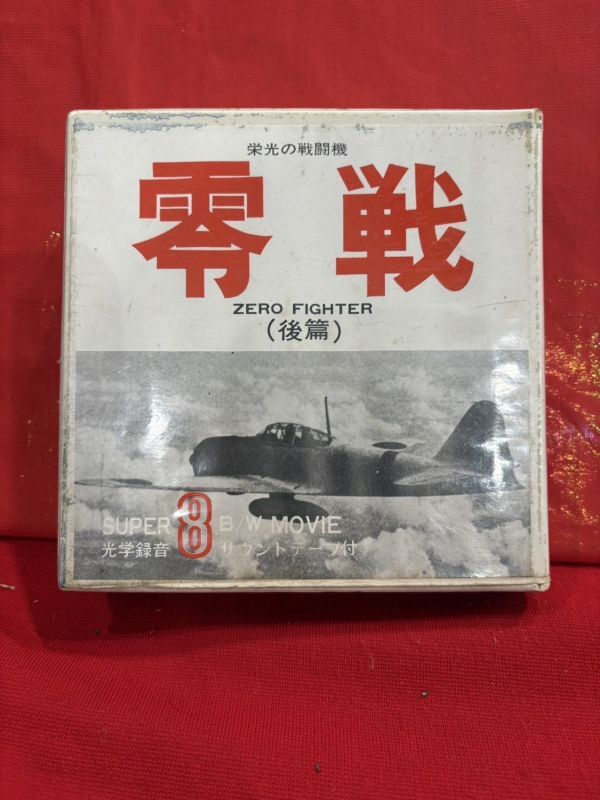 栄光の戦闘機
零戦
ZERO FIGHTER
(後篇)
SUPER 8 B/W MOVIE
光学録音 サウンドテープ付